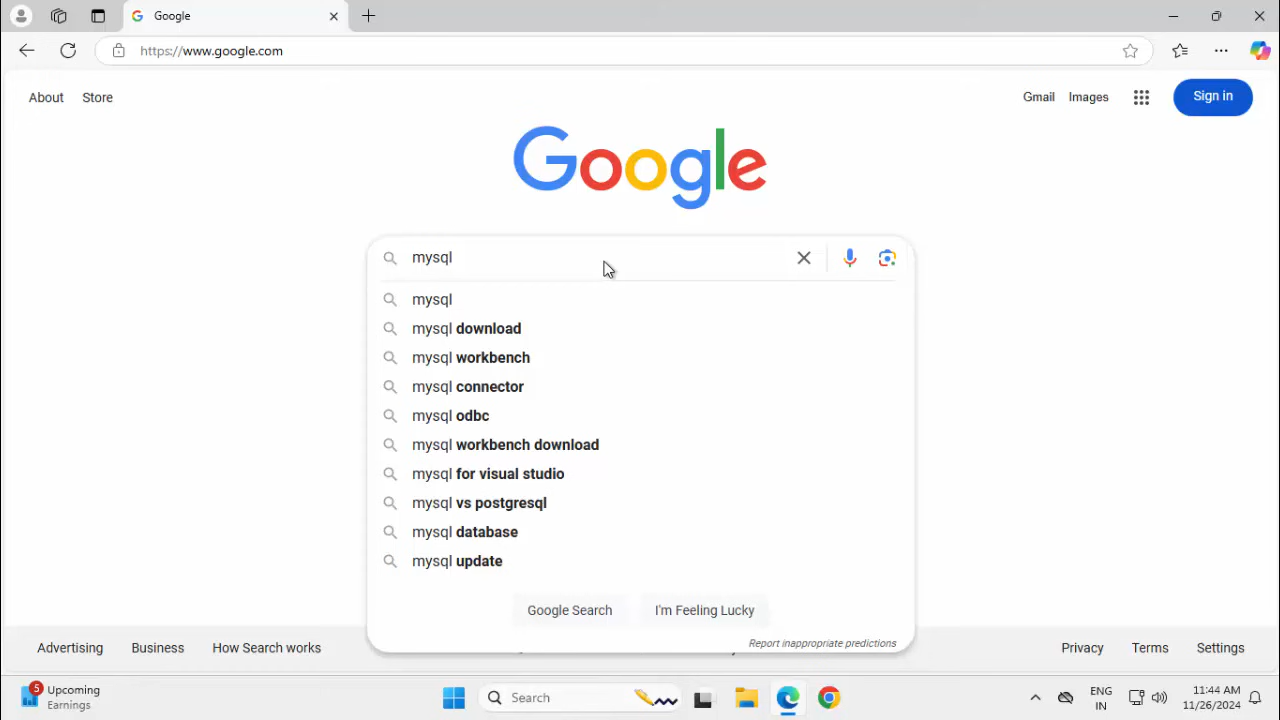 Google
https://www.google.com
About Store
Gmail Images Sign in
Google
mysql
mysql
mysql download
mysql workbench
mysql connector
mysql odbc
mysql workbench download
mysql for visual studio
mysql vs postgresql
mysql database
mysql update
Google Search I'm Feeling Lucky
Report inappropriate predictions
Advertising Business How Search works
Privacy Terms Settings
5 Upcoming
Earnings
Search
ENG
IN
11:44 AM
11/26/2024